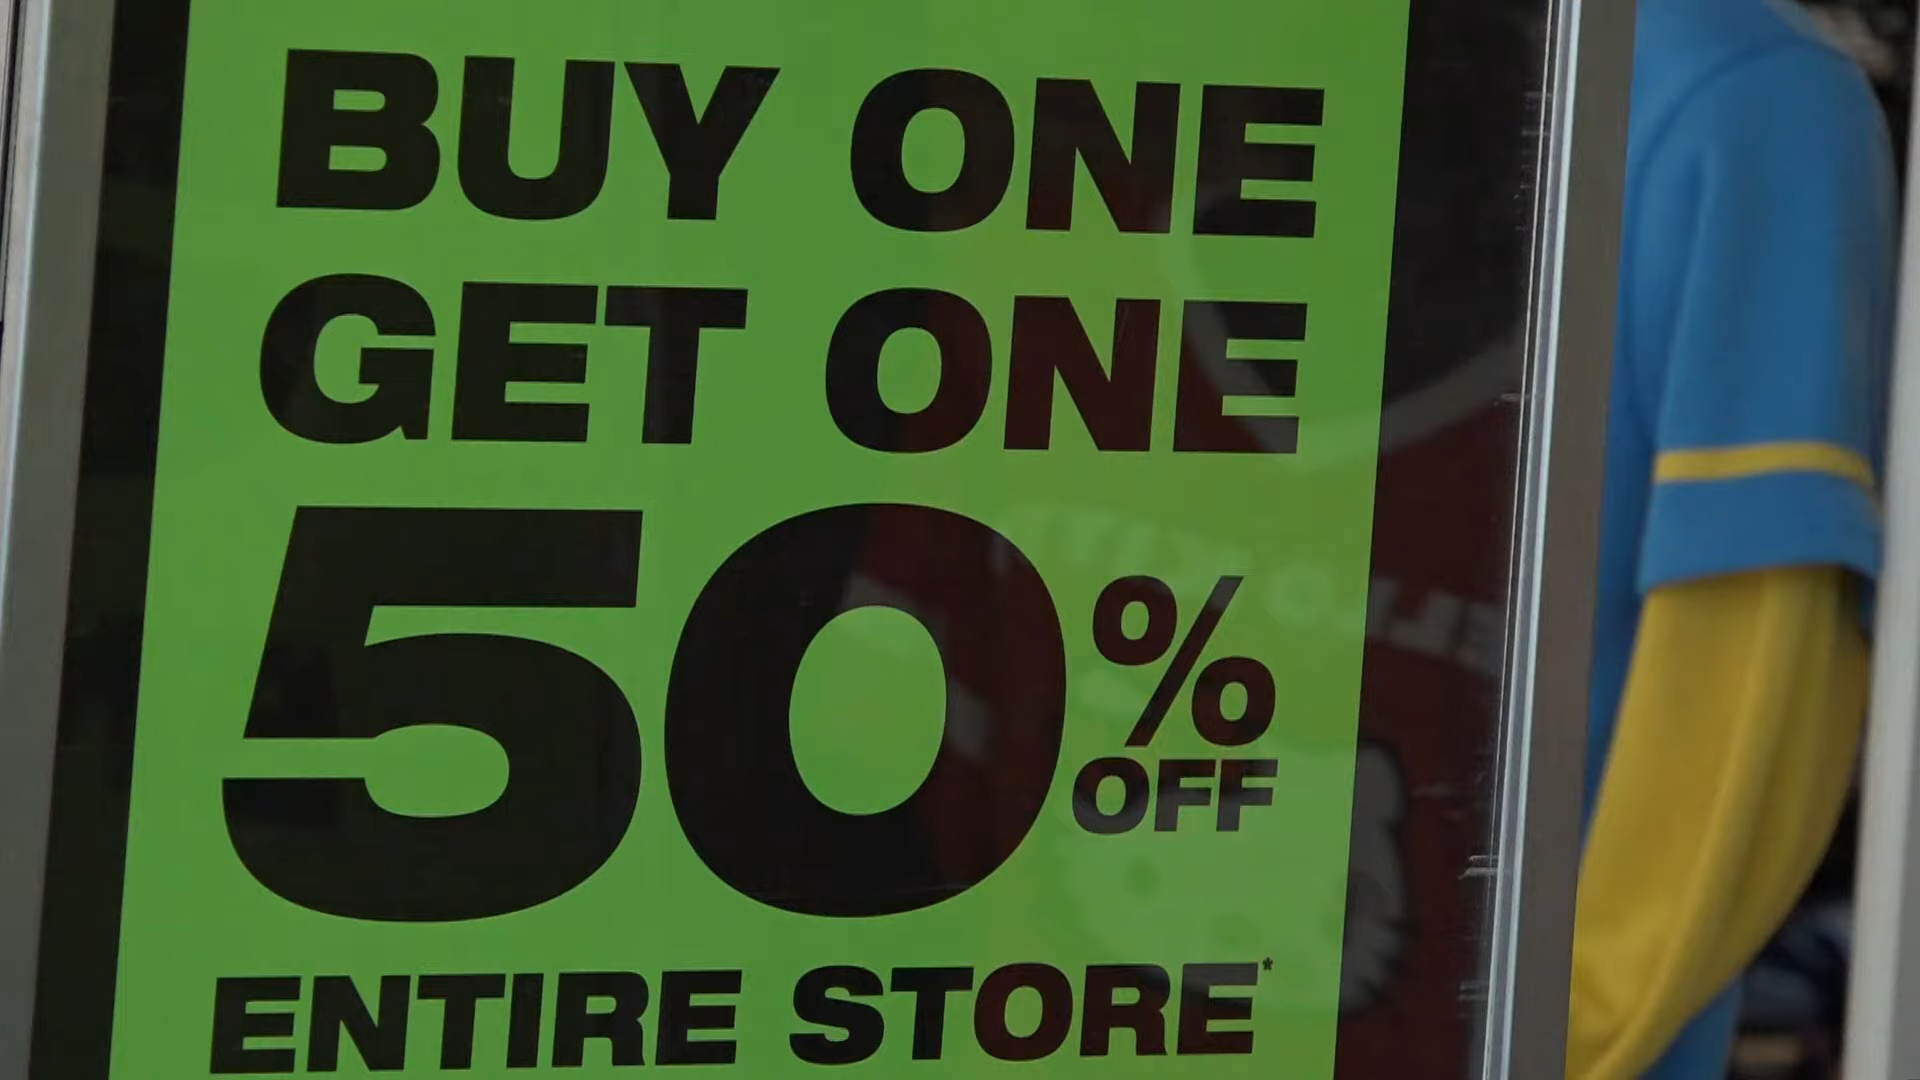 BUY ONE
GET ONE
50%
OFF
ENTIRE STORE*